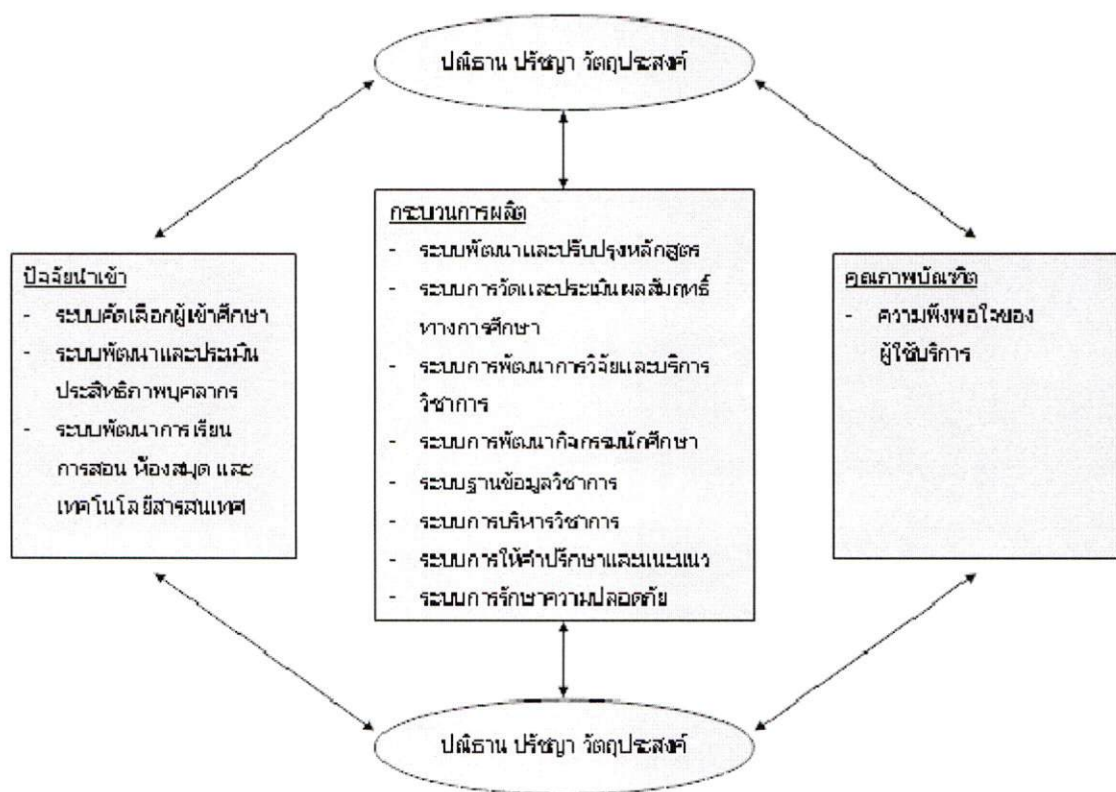 ปณิธาน ปรัชญา วัตถุประสงค์
ปัจจัยนำเข้า
- ระบบคัดเลือกผู้เข้าศึกษา
- ระบบพัฒนาและประเมิน
ประสิทธิภาพบุคลากร
- ระบบพัฒนาการเรียน
การสอน ห้องสมุด และ
เทคโนโลยีสารสนเทศ
กระบวนการผลิต
- ระบบพัฒนาและปรับปรุงหลักสูตร
- ระบบการวัดและประเมินผลสัมฤทธิ์
ทางการศึกษา
- ระบบการพัฒนาการวิจัยและบริการ
วิชาการ
- ระบบการพัฒนากิจกรรมนักศึกษา
- ระบบฐานข้อมูลวิชาการ
- ระบบการบริหารวิชาการ
- ระบบการให้คำปรึกษาและแนะแนว
- ระบบการรักษาความปลอดภัย
คุณภาพบัณฑิต
- ความพึงพอใจของ
ผู้ใช้บริการ
ปณิธาน ปรัชญา วัตถุประสงค์